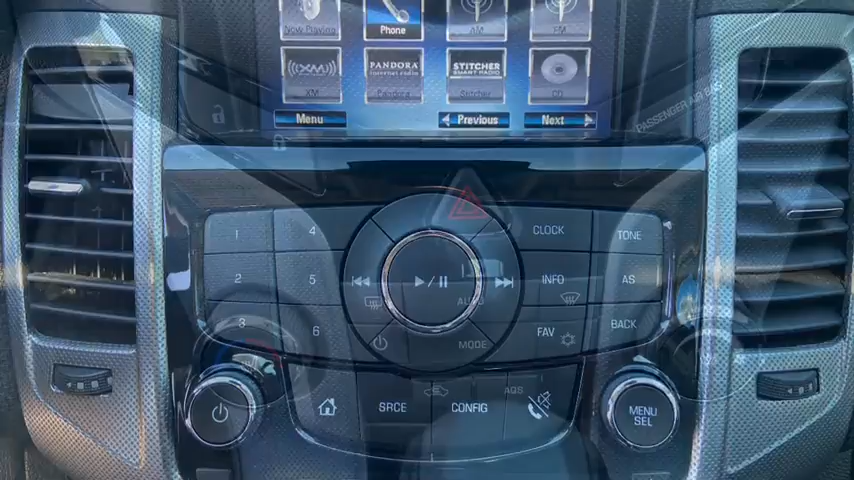 Now Playing
Phone
AM
FM
((XM))
PANDORA
internet radio
STITCHER
SMART RADIO
XM
Pandora
Stitcher
CD
Menu
Previous
Next
PASSENGER AIR BAG
1
4
CLOCK
TONE
2
5
INFO
AS
AUTO
3
6
FAV
BACK
MODE
AQS
SRCE
CONFIG
MENU
SEL